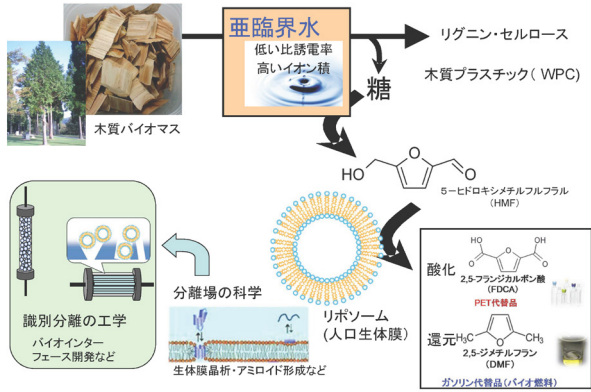 亜臨界水
低い比誘電率
高いイオン積
リグニン・セルロース
木質プラスチック( WPC)
糖
木質バイオマス
HO
O
O
5-ヒドロキシメチルフルフラル
(HMF)
分離場の科学
リポソーム
(人口生体膜)
識別分離の工学
バイオインター
フェース開発など
生体膜晶析・アミロイド形成など
酸化
O
O
HO
O
OH
2,5-フランジカルボン酸
(FDCA)
PET代替品
還元
H₃C
O
CH₃
2,5-ジメチルフラン
(DMF)
ガソリン代替品(バイオ燃料)